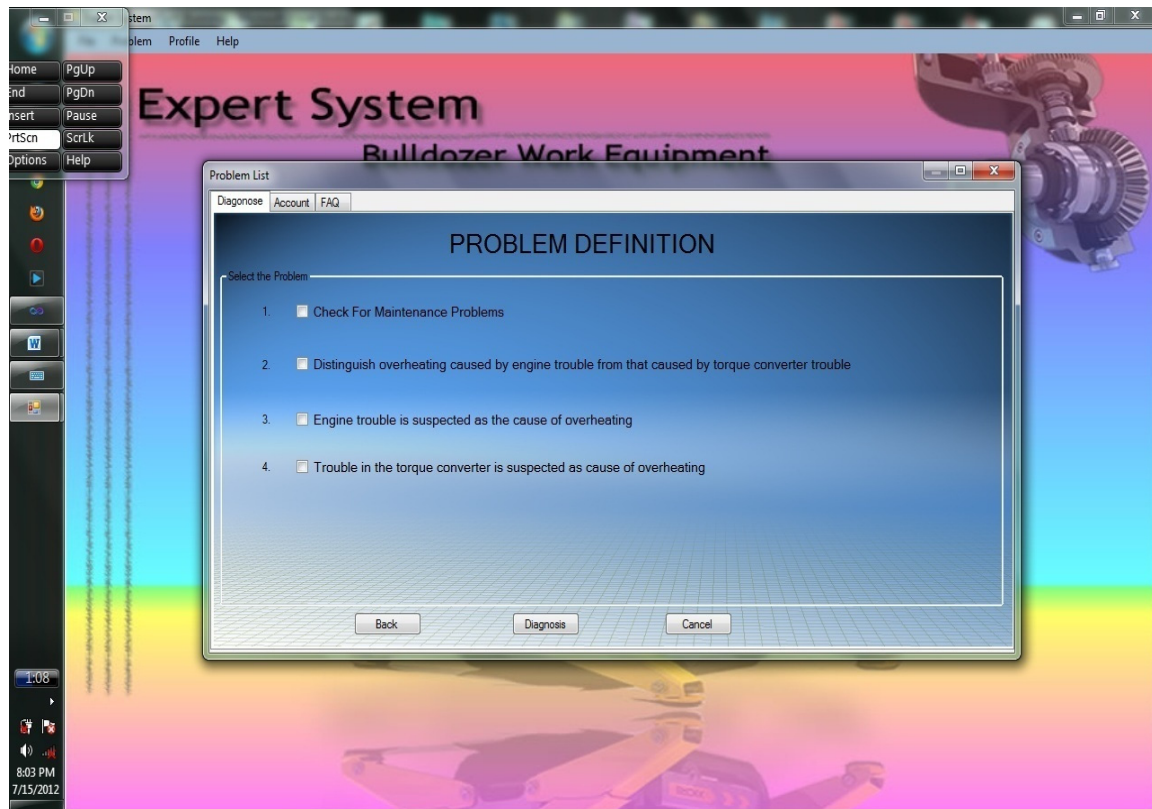 stem
blem Profile Help
Home PgUp
End PgDn
Insert Pause
PrtScn ScrLk
Options Help
Expert System
Bulldozer Work Equipment
Problem List
Diagonose Account FAQ
PROBLEM DEFINITION
Select the Problem
1. Check For Maintenance Problems
2. Distinguish overheating caused by engine trouble from that caused by torque converter trouble
3. Engine trouble is suspected as the cause of overheating
4. Trouble in the torque converter is suspected as cause of overheating
Back Diagnosis Cancel
1:08
8:03 PM
7/15/2012